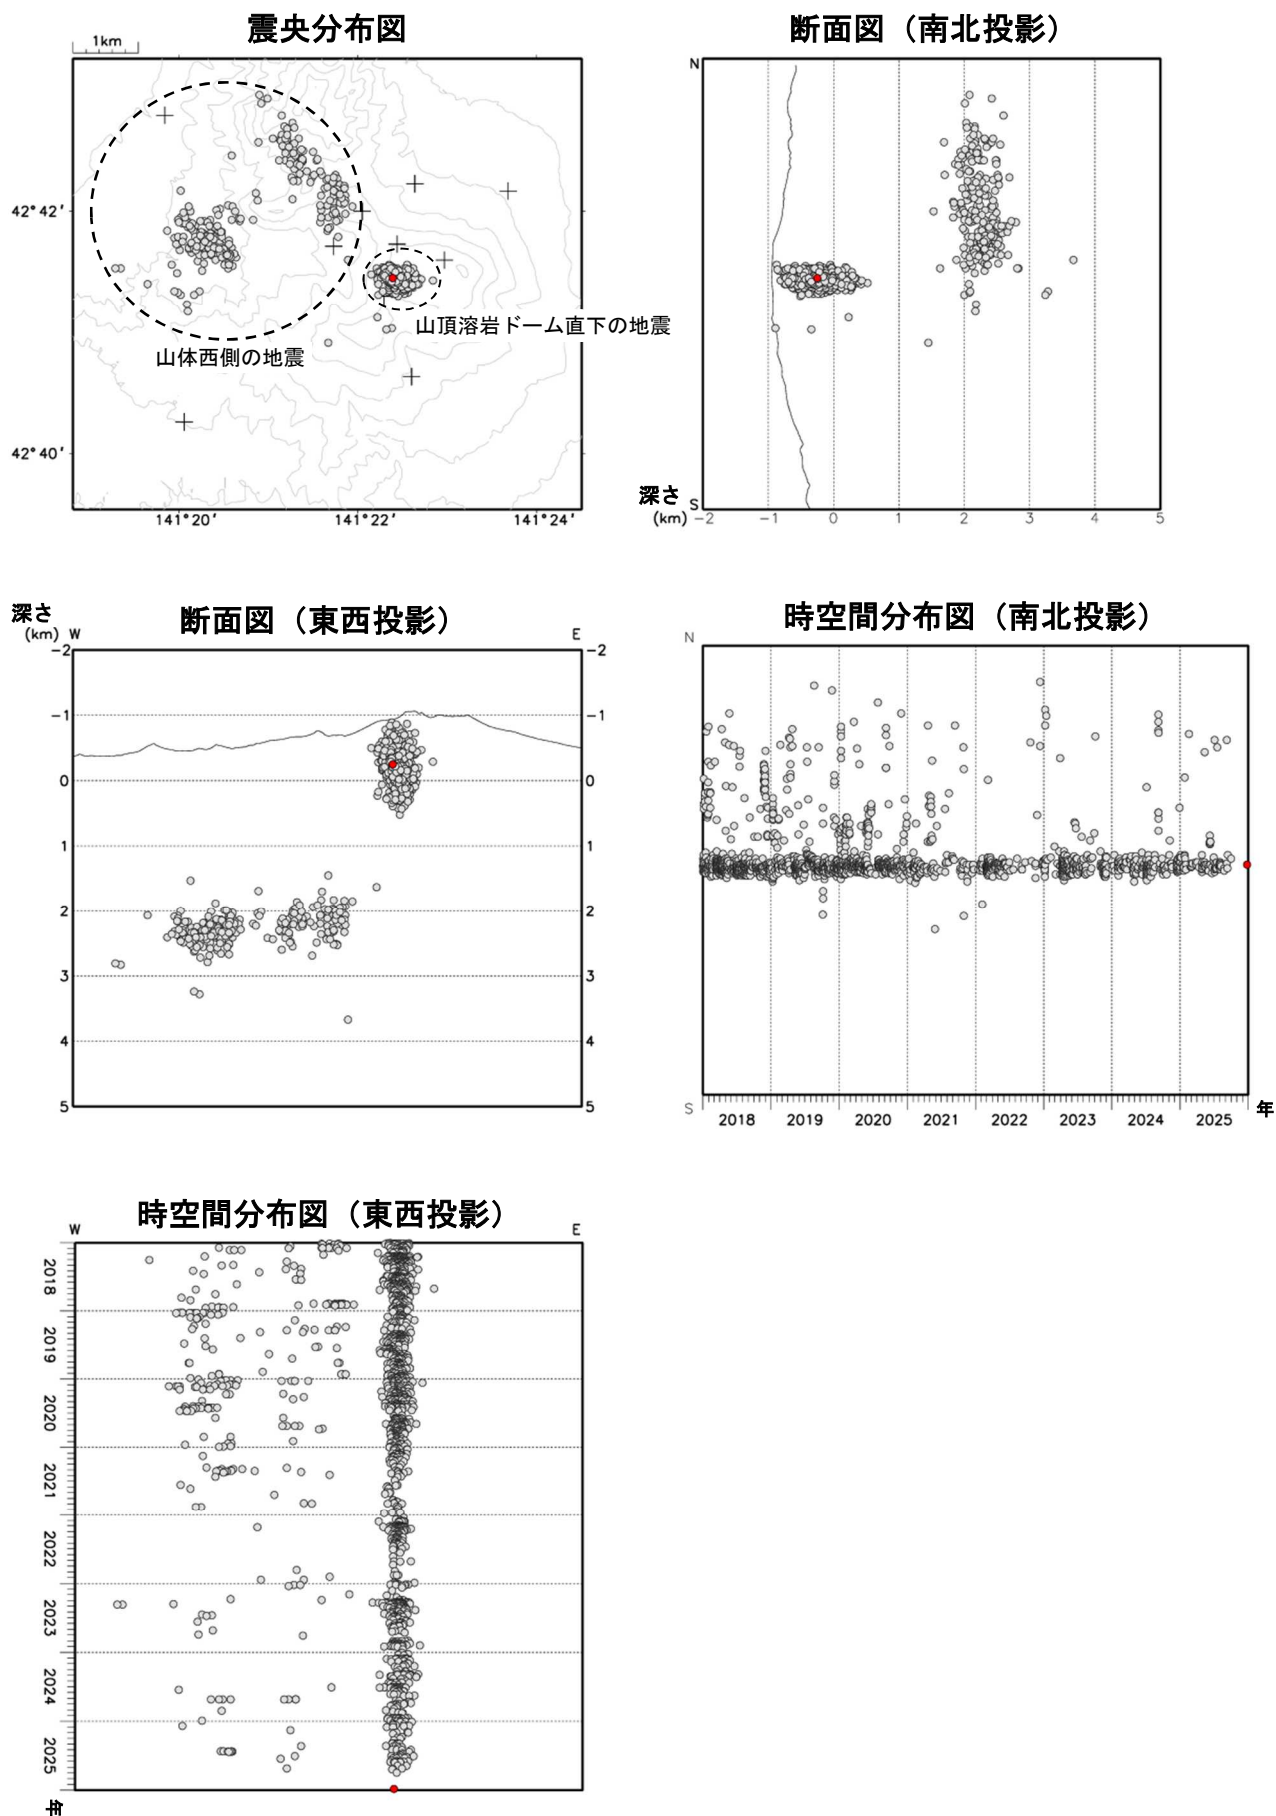 震央分布図
1km
42°42′
42°40′
141°20′
141°22′
141°24′
山体西側の地震
山頂溶岩ドーム直下の地震
断面図（南北投影）
N
S
深さ
(km)
-2
-1
0
1
2
3
4
5
断面図（東西投影）
深さ
(km)
W
E
-2
-1
0
1
2
3
4
5
-2
-1
0
1
2
3
4
5
時空間分布図（南北投影）
N
S
2018
2019
2020
2021
2022
2023
2024
2025
年
時空間分布図（東西投影）
W
E
2018
2019
2020
2021
2022
2023
2024
2025
年